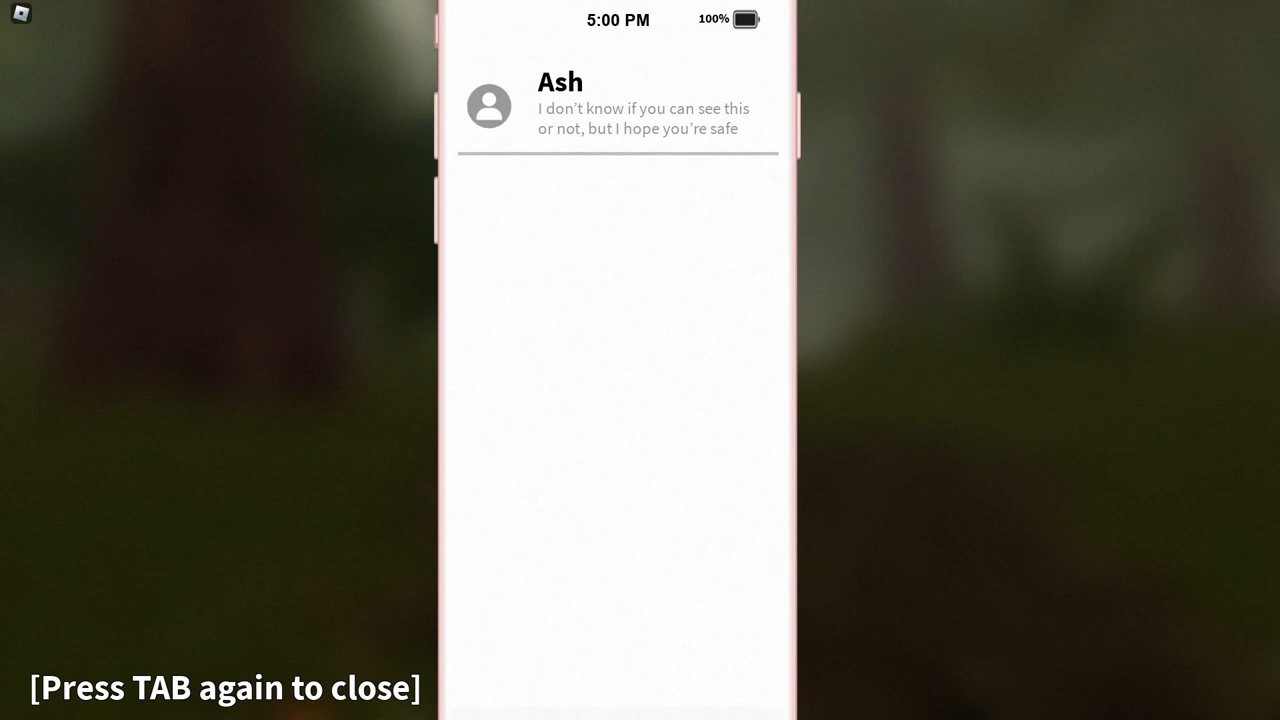 5:00 PM
100%
Ash
I don’t know if you can see this
or not, but I hope you’re safe
[Press TAB again to close]